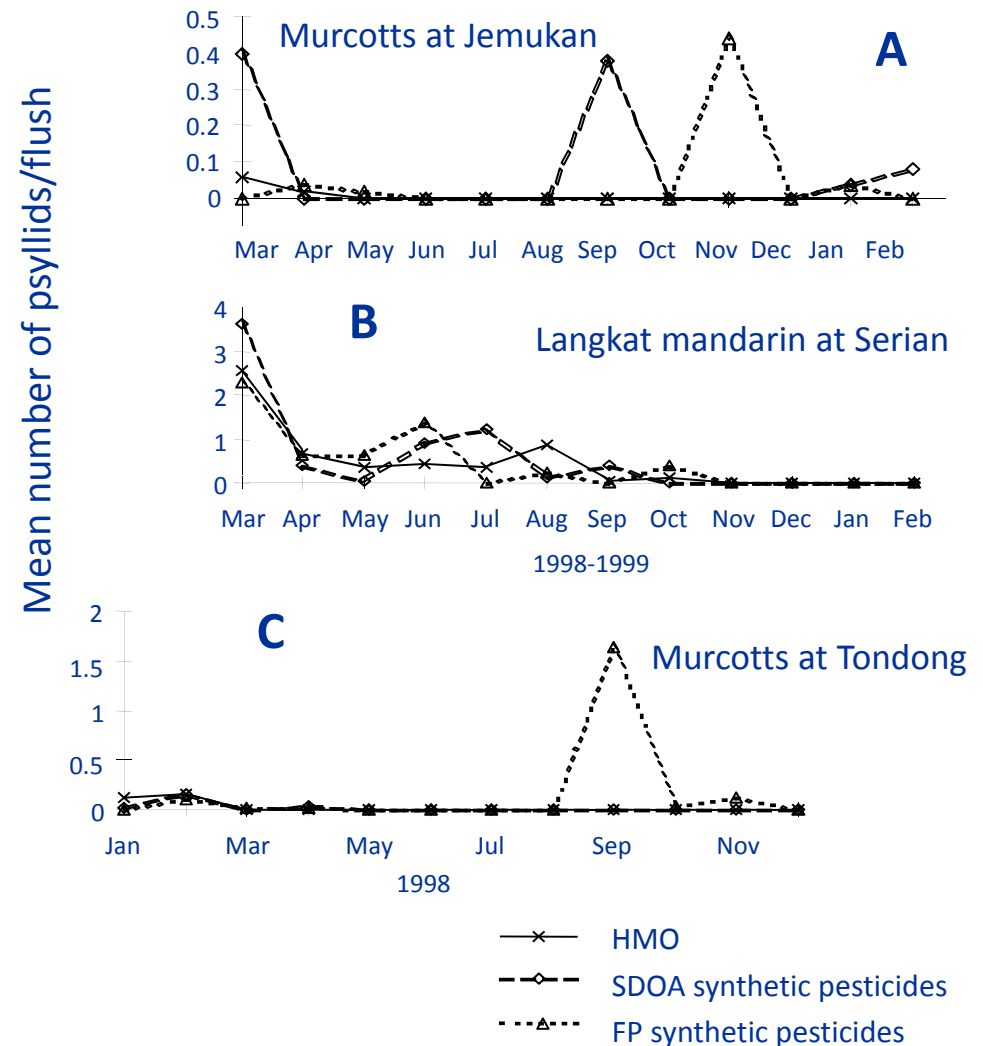 Mean number of psyllids/flush
Murcotts at Jemukan
A
0.5
0.4
0.3
0.2
0.1
0
Mar Apr May Jun Jul Aug Sep Oct Nov Dec Jan Feb
B
Langkat mandarin at Serian
4
3
2
1
0
Mar Apr May Jun Jul Aug Sep Oct Nov Dec Jan Feb
1998-1999
C
Murcotts at Tondong
2
1.5
1
0.5
0
Jan Mar May Jul Sep Nov
1998
HMO
SDOA synthetic pesticides
FP synthetic pesticides